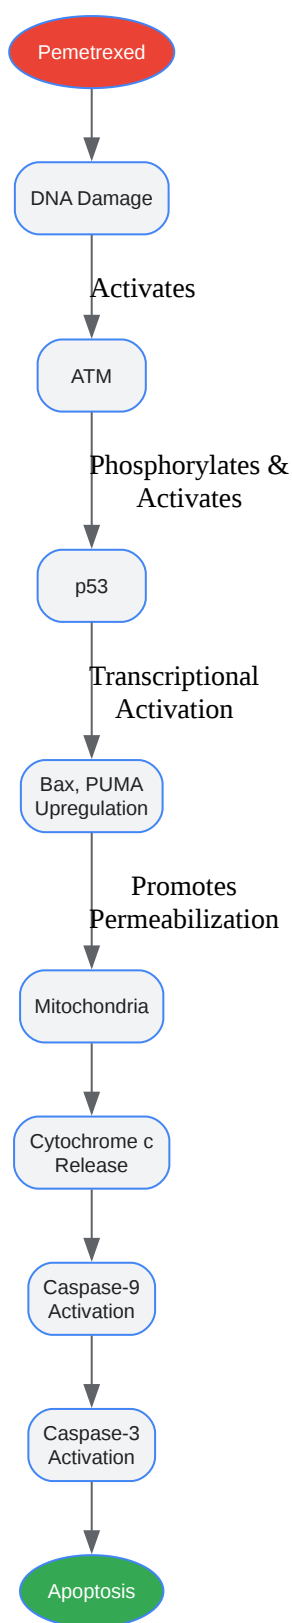 Pemetrexed
DNA Damage
Activates
ATM
Phosphorylates &
Activates
p53
Transcriptional
Activation
Bax, PUMA
Upregulation
Promotes
Permeabilization
Mitochondria
Cytochrome c
Release
Caspase-9
Activation
Caspase-3
Activation
Apoptosis